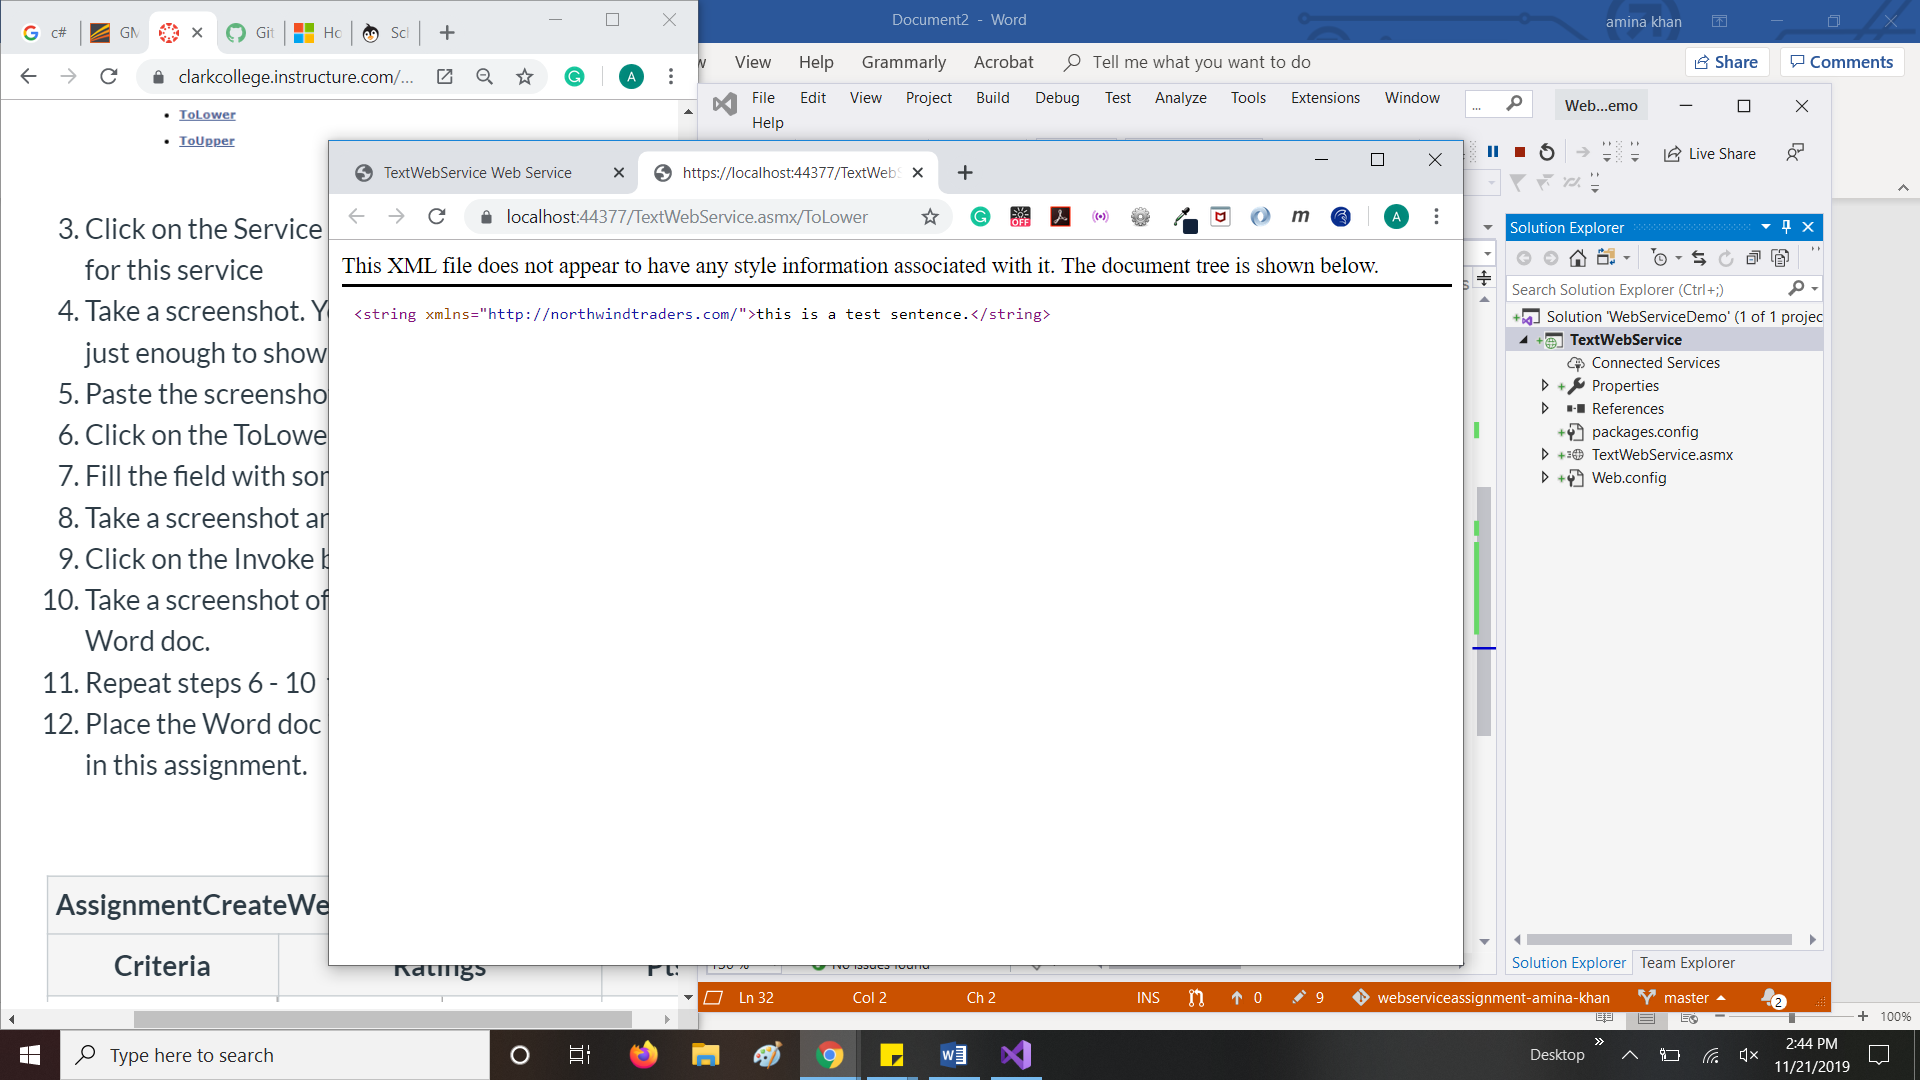 Document2 - Word
amina khan
c#
GM
Git
Ho
Scl
clarkcollege.instructure.com/...
A
View
Help
Grammarly
Acrobat
Tell me what you want to do
Share
Comments
File
Edit
View
Project
Build
Debug
Test
Analyze
Tools
Extensions
Window
Help
...
Web...emo
Live Share
ToLower
ToUpper
TextWebService Web Service
https://localhost:44377/TextWebS
localhost:44377/TextWebService.asmx/ToLower
OFF
m
A
This XML file does not appear to have any style information associated with it. The document tree is shown below.
<string xmlns="http://northwindtraders.com/">this is a test sentence.</string>
3. Click on the Service
for this service
4. Take a screenshot. Y
just enough to show
5. Paste the screensho
6. Click on the ToLowe
7. Fill the field with sor
8. Take a screenshot ar
9. Click on the Invoke b
10. Take a screenshot of
Word doc.
11. Repeat steps 6 - 10
12. Place the Word doc
in this assignment.
AssignmentCreateWe
Criteria
Ratings
Pts
Solution Explorer
Search Solution Explorer (Ctrl+;)
Solution 'WebServiceDemo' (1 of 1 projec
TextWebService
Connected Services
Properties
References
packages.config
TextWebService.asmx
Web.config
Solution Explorer
Team Explorer
No issues found
Ln 32
Col 2
Ch 2
INS
0
9
webserviceassignment-amina-khan
master
2
100%
Type here to search
Desktop
2:44 PM
11/21/2019